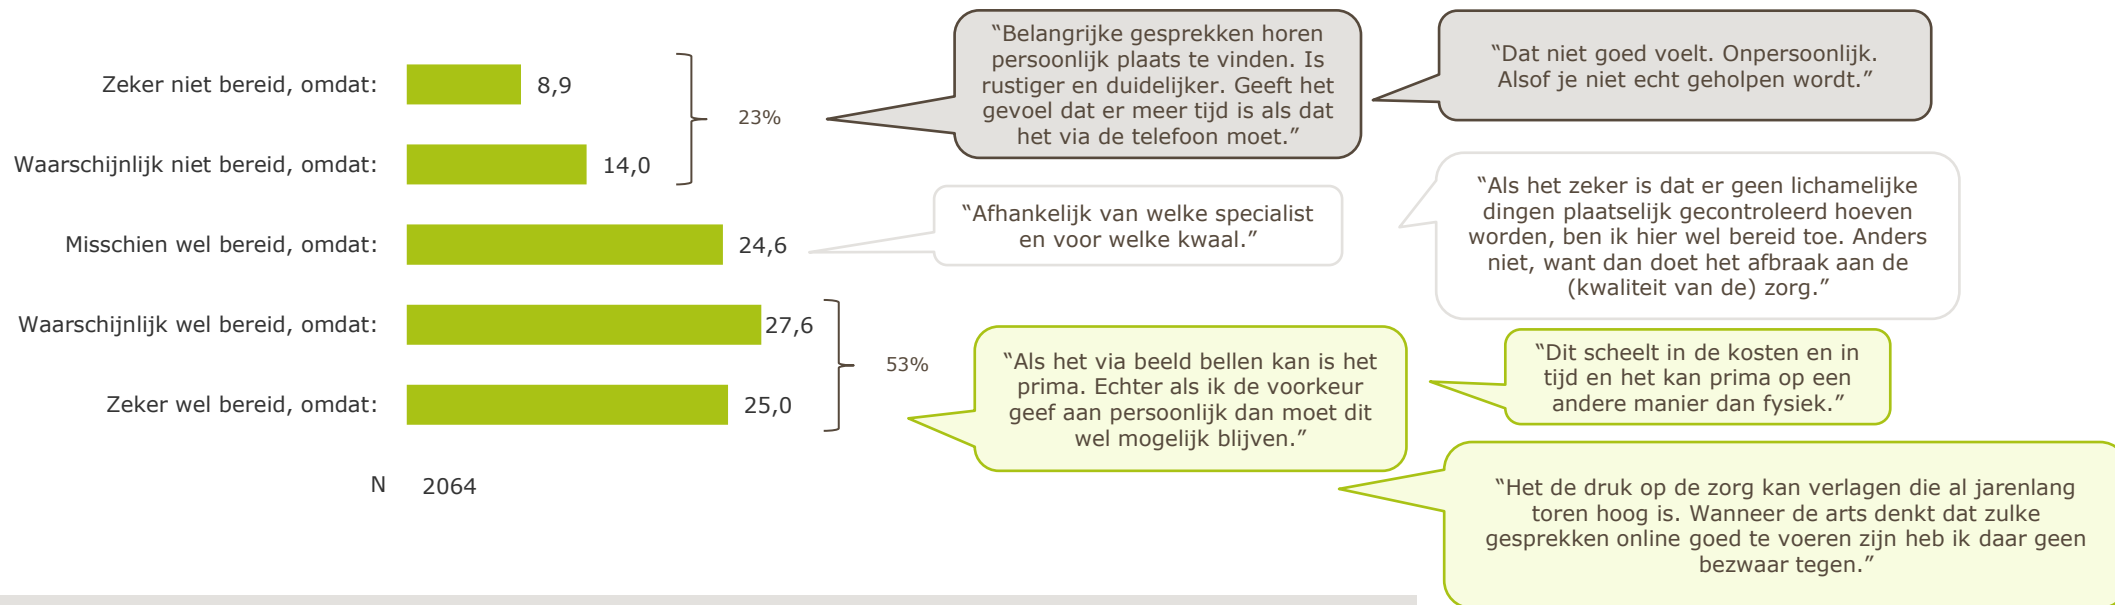 Zeker niet bereid, omdat:
8,9
Waarschijnlijk niet bereid, omdat:
14,0
23%
Misschien wel bereid, omdat:
24,6
Waarschijnlijk wel bereid, omdat:
27,6
Zeker wel bereid, omdat:
25,0
53%
N 2064
“Belangrijke gesprekken horen
persoonlijk plaats te vinden. Is
rustiger en duidelijker. Geeft het
gevoel dat er meer tijd is als dat
het via de telefoon moet.”
“Dat niet goed voelt. Onpersoonlijk.
Alsof je niet echt geholpen wordt.”
“Afhankelijk van welke specialist
en voor welke kwaal.”
“Als het zeker is dat er geen lichamelijke
dingen plaatselijk gecontroleerd hoeven
worden, ben ik hier wel bereid toe. Anders
niet, want dan doet het afbraak aan de
(kwaliteit van de) zorg.”
“Als het via beeld bellen kan is het
prima. Echter als ik de voorkeur
geef aan persoonlijk dan moet dit
wel mogelijk blijven.”
“Dit scheelt in de kosten en in
tijd en het kan prima op een
andere manier dan fysiek.”
“Het de druk op de zorg kan verlagen die al jarenlang
toren hoog is. Wanneer de arts denkt dat zulke
gesprekken online goed te voeren zijn heb ik daar geen
bezwaar tegen.”